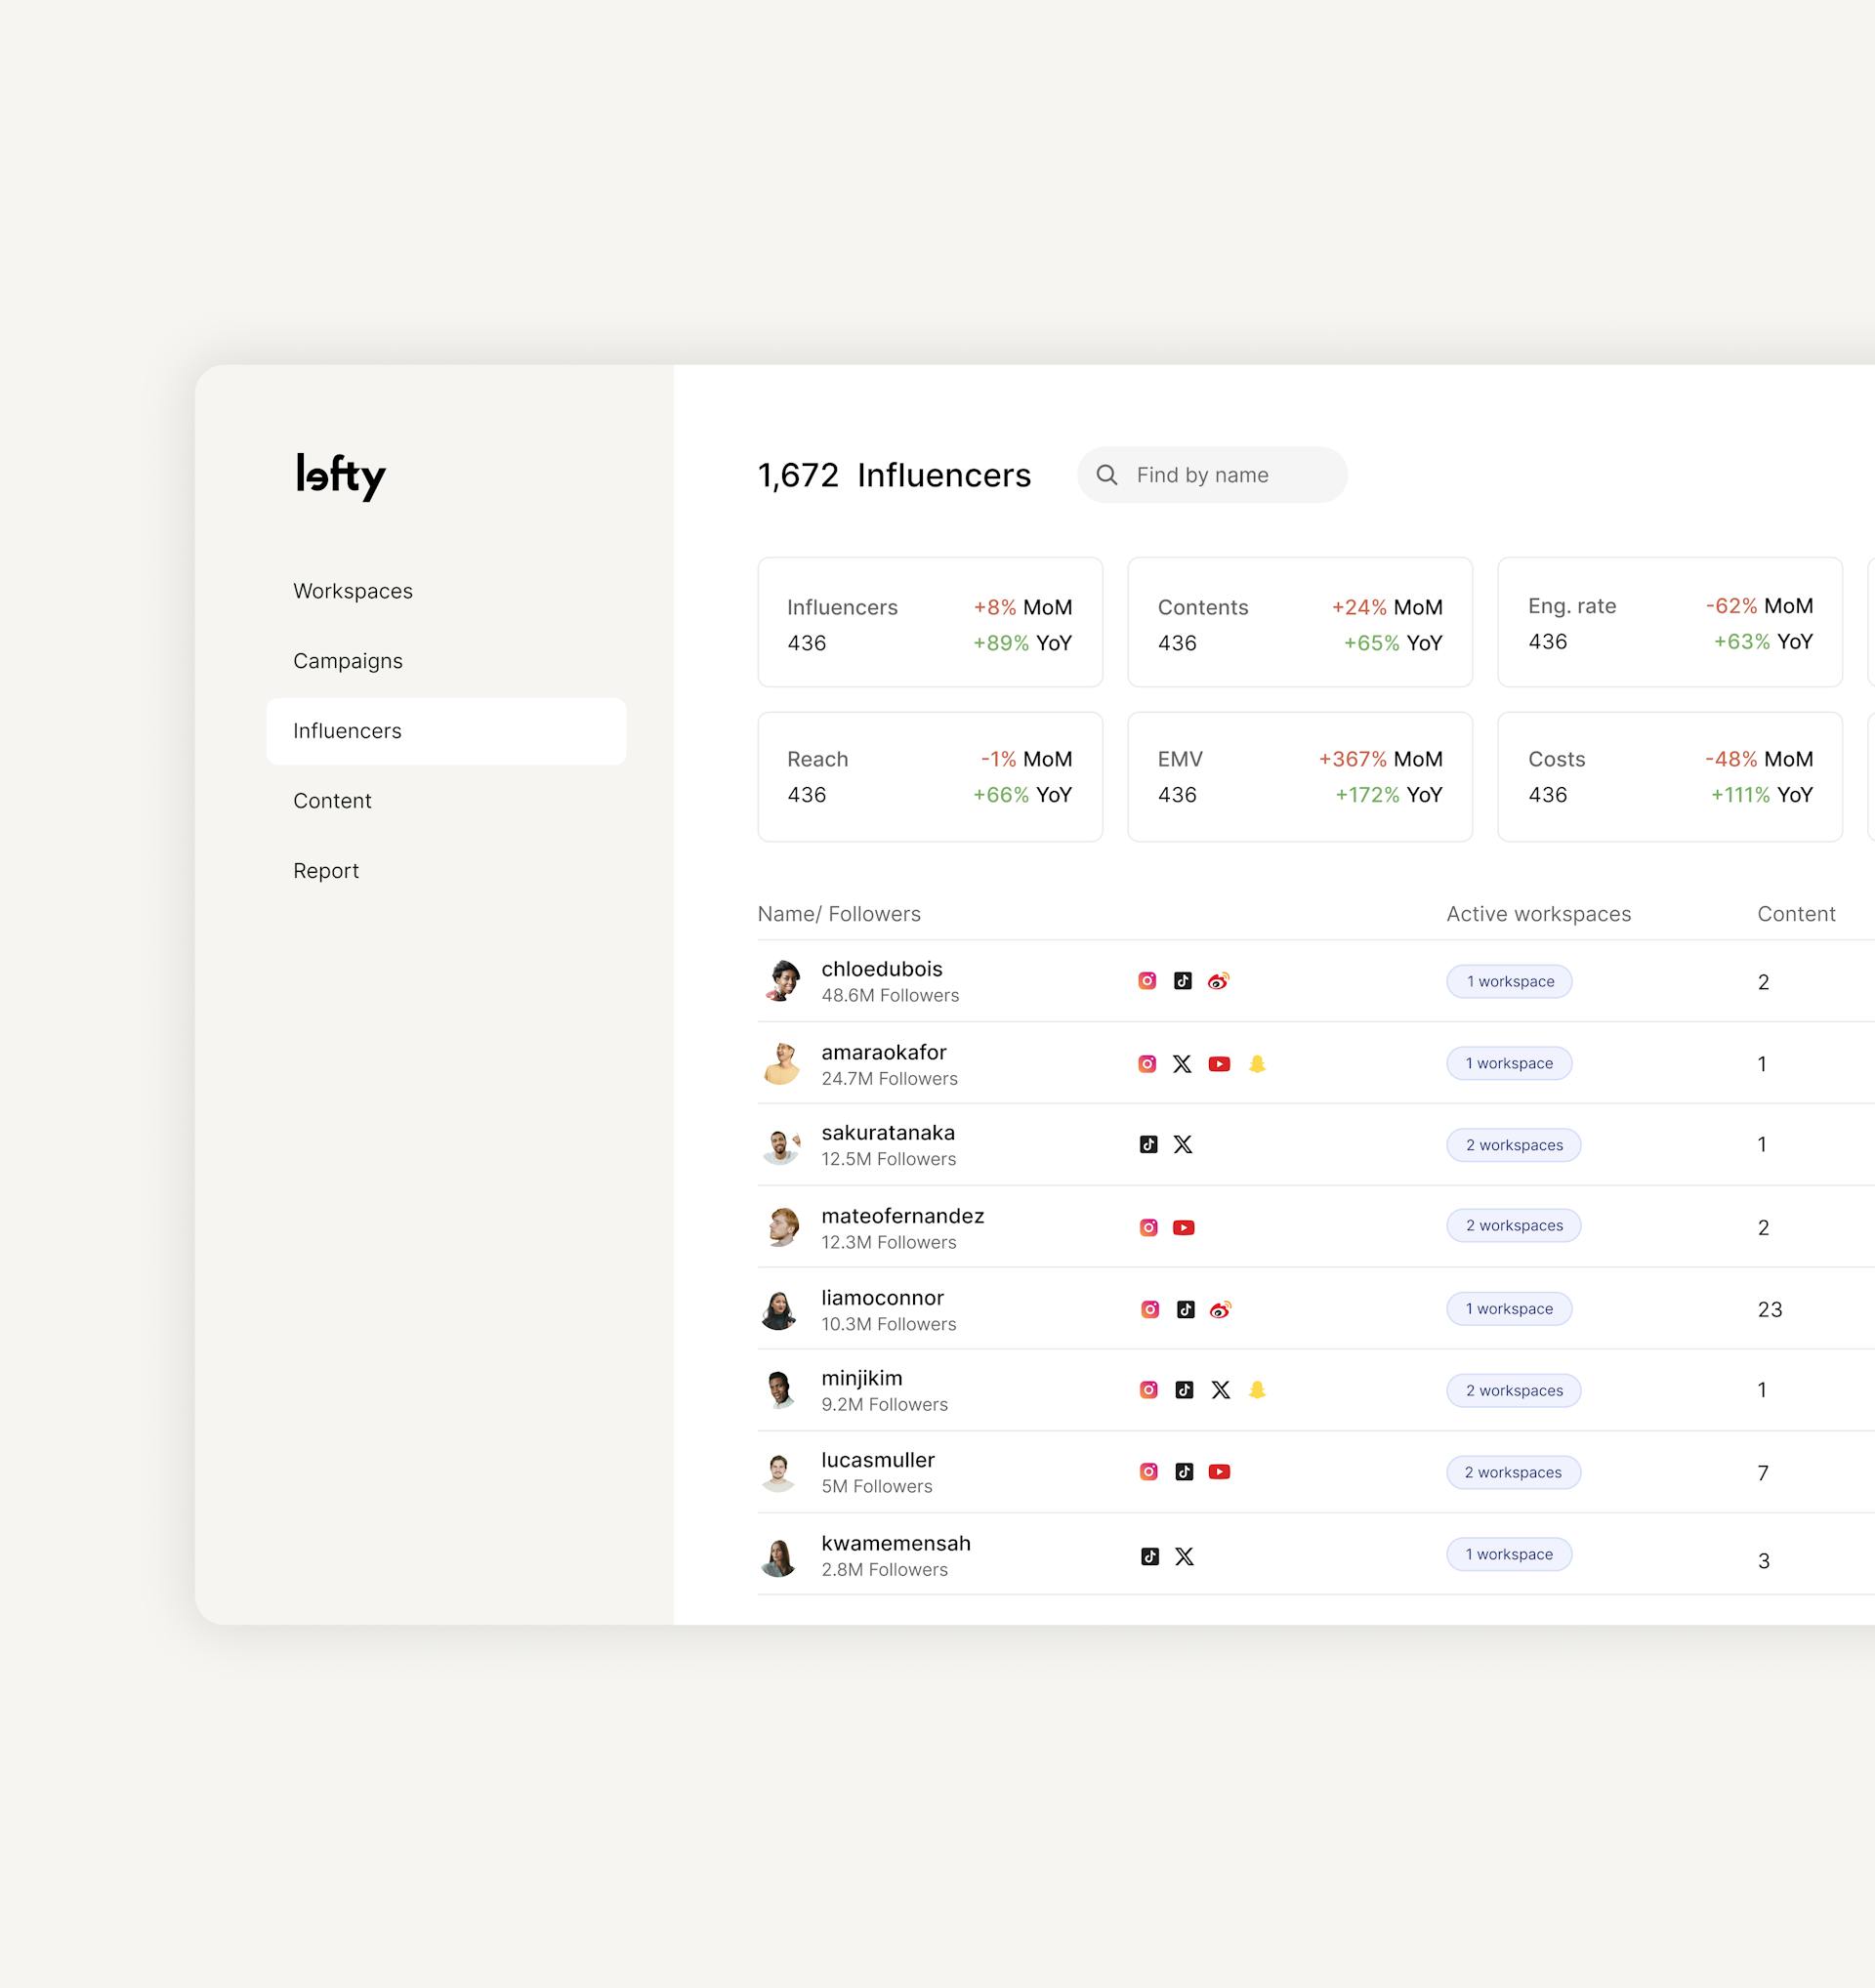 lefty
Workspaces
Campaigns
Influencers
Content
Report
1,672 Influencers
Find by name
Influencers +8% MoM
436 +89% YoY
Contents +24% MoM
436 +65% YoY
Eng. rate -62% MoM
436 +63% YoY
Reach -1% MoM
436 +66% YoY
EMV +367% MoM
436 +172% YoY
Costs -48% MoM
436 +111% YoY
Name/ Followers Active workspaces Content
chloedubois
48.6M Followers
1 workspace 2
amaraokafor
24.7M Followers
1 workspace 1
sakuratanaka
12.5M Followers
2 workspaces 1
mateofernandez
12.3M Followers
2 workspaces 2
liamoconnor
10.3M Followers
1 workspace 23
minjikim
9.2M Followers
2 workspaces 1
lucasmuller
5M Followers
2 workspaces 7
kwamemensah
2.8M Followers
1 workspace 3